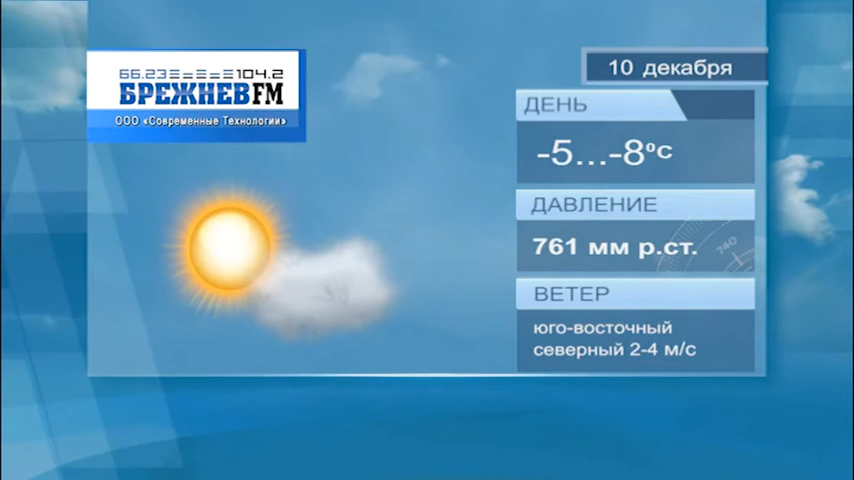 66.23 104.2
БРЕЖНЕВ FM
ООО «Современные Технологии»
10 декабря
ДЕНЬ
-5...-8°C
ДАВЛЕНИЕ
761 мм р.ст.
740
ВЕТЕР
юго-восточный
северный 2-4 м/с